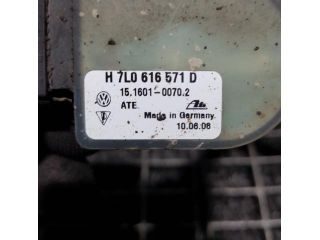 H 7L0 616 571 D
15.1601-0070.2
ATE
Made in Germany
10.06.08